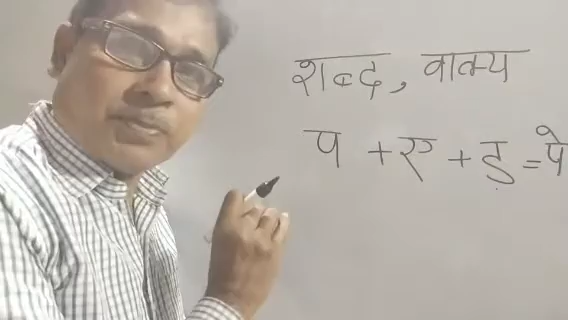 शब्द, वाक्य
प + ए + ड़ = पे